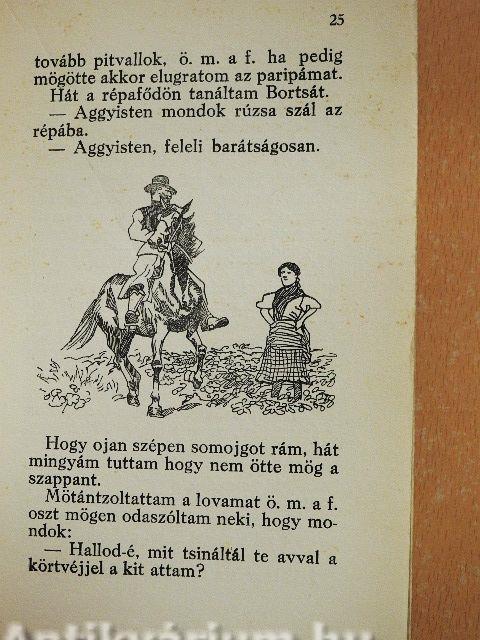 25
tovább pitvallok, ö. m. a f. ha pedig
mögötte akkor elugratom az paripámat.
Hát a répafődön tanáltam Bortsát.
— Aggyisten mondok rúzsa szál az
répába.
— Aggyisten, feleli barátságosan.
Hogy ojan szépen somojgot rám, hát
mingyám tuttam hogy nem ötte mög a
szappant.
Mötántzoltattam a lovamat ö. m. a f.
oszt mögen odaszóltam neki, hogy mon-
dok:
— Hallod-é, mit tsináltál te avval a
körtvéjjel a kit attam?
Antikvárium.hu